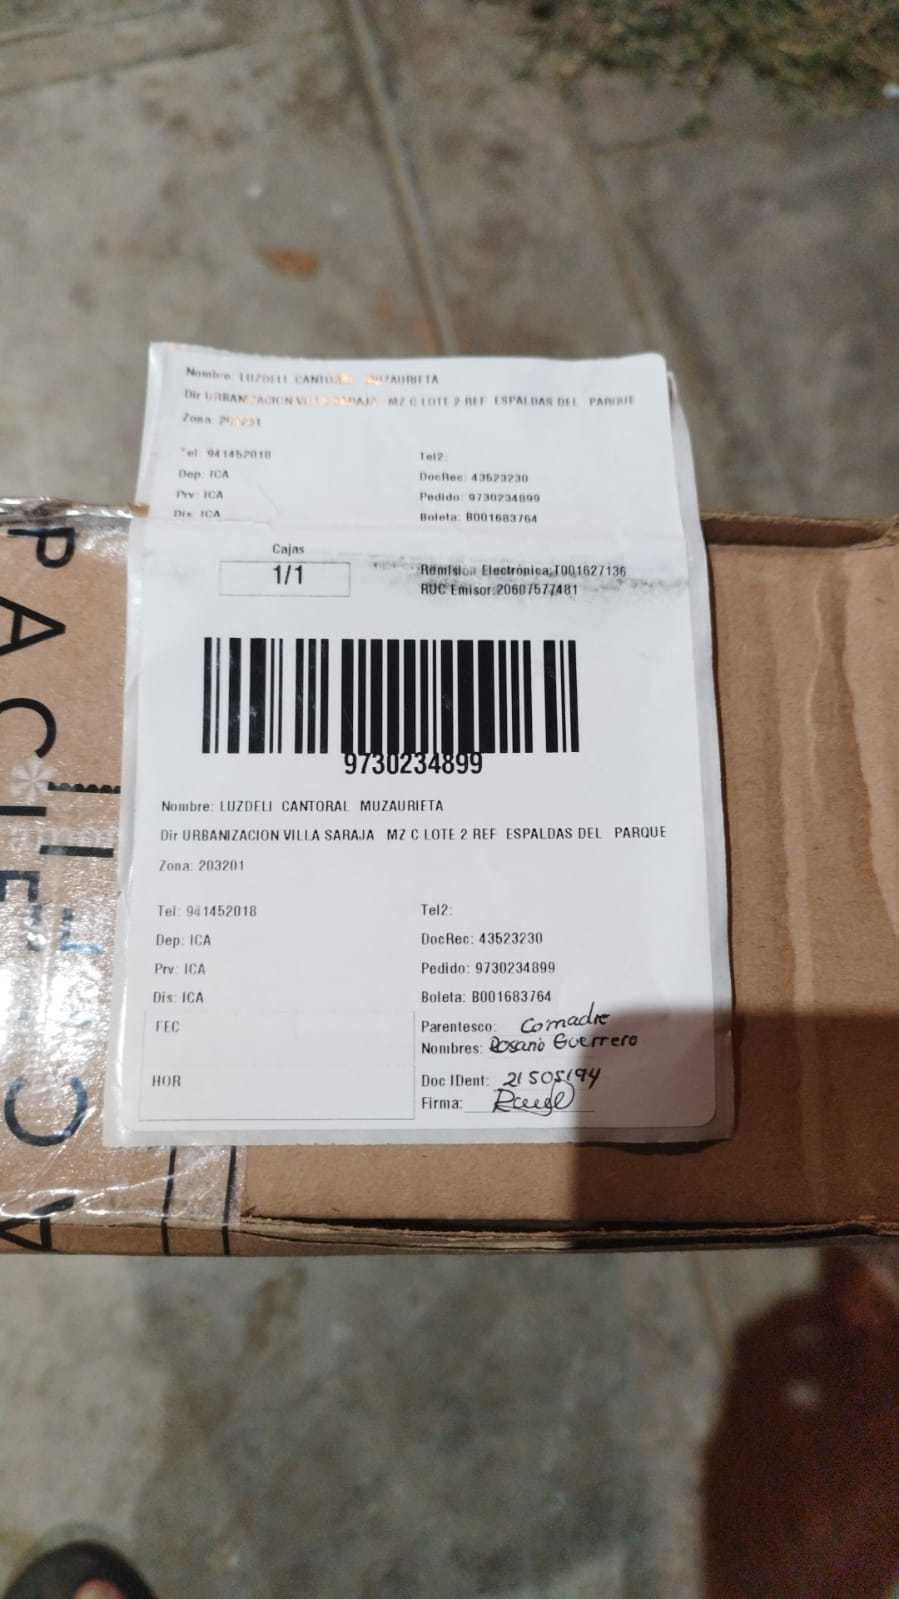 Nombre: LUZDELI CANTORAL MUZAURIETA
Dir URBANIZACION VILLA SARAJA MZ C LOTE 2 REF ESPALDAS DEL PARQUE
Zona: 203201
Tel: 941452018 Tel2:
Dep: ICA DocRec: 43523230
Prv: ICA Pedido: 9730234899
Dis: ICA Boleta: B001683764
Cajas
1/1
Remisión Electrónica:T001627136
RUC Emisor:20607577481
9730234899
Nombre: LUZDELI CANTORAL MUZAURIETA
Dir URBANIZACION VILLA SARAJA MZ C LOTE 2 REF ESPALDAS DEL PARQUE
Zona: 203201
Tel: 941452018 Tel2:
Dep: ICA DocRec: 43523230
Prv: ICA Pedido: 9730234899
Dis: ICA Boleta: B001683764
FEC Parentesco: Comadre
Nombres: Rosario Guerrero
HOR Doc IDent: 21505194
Firma: